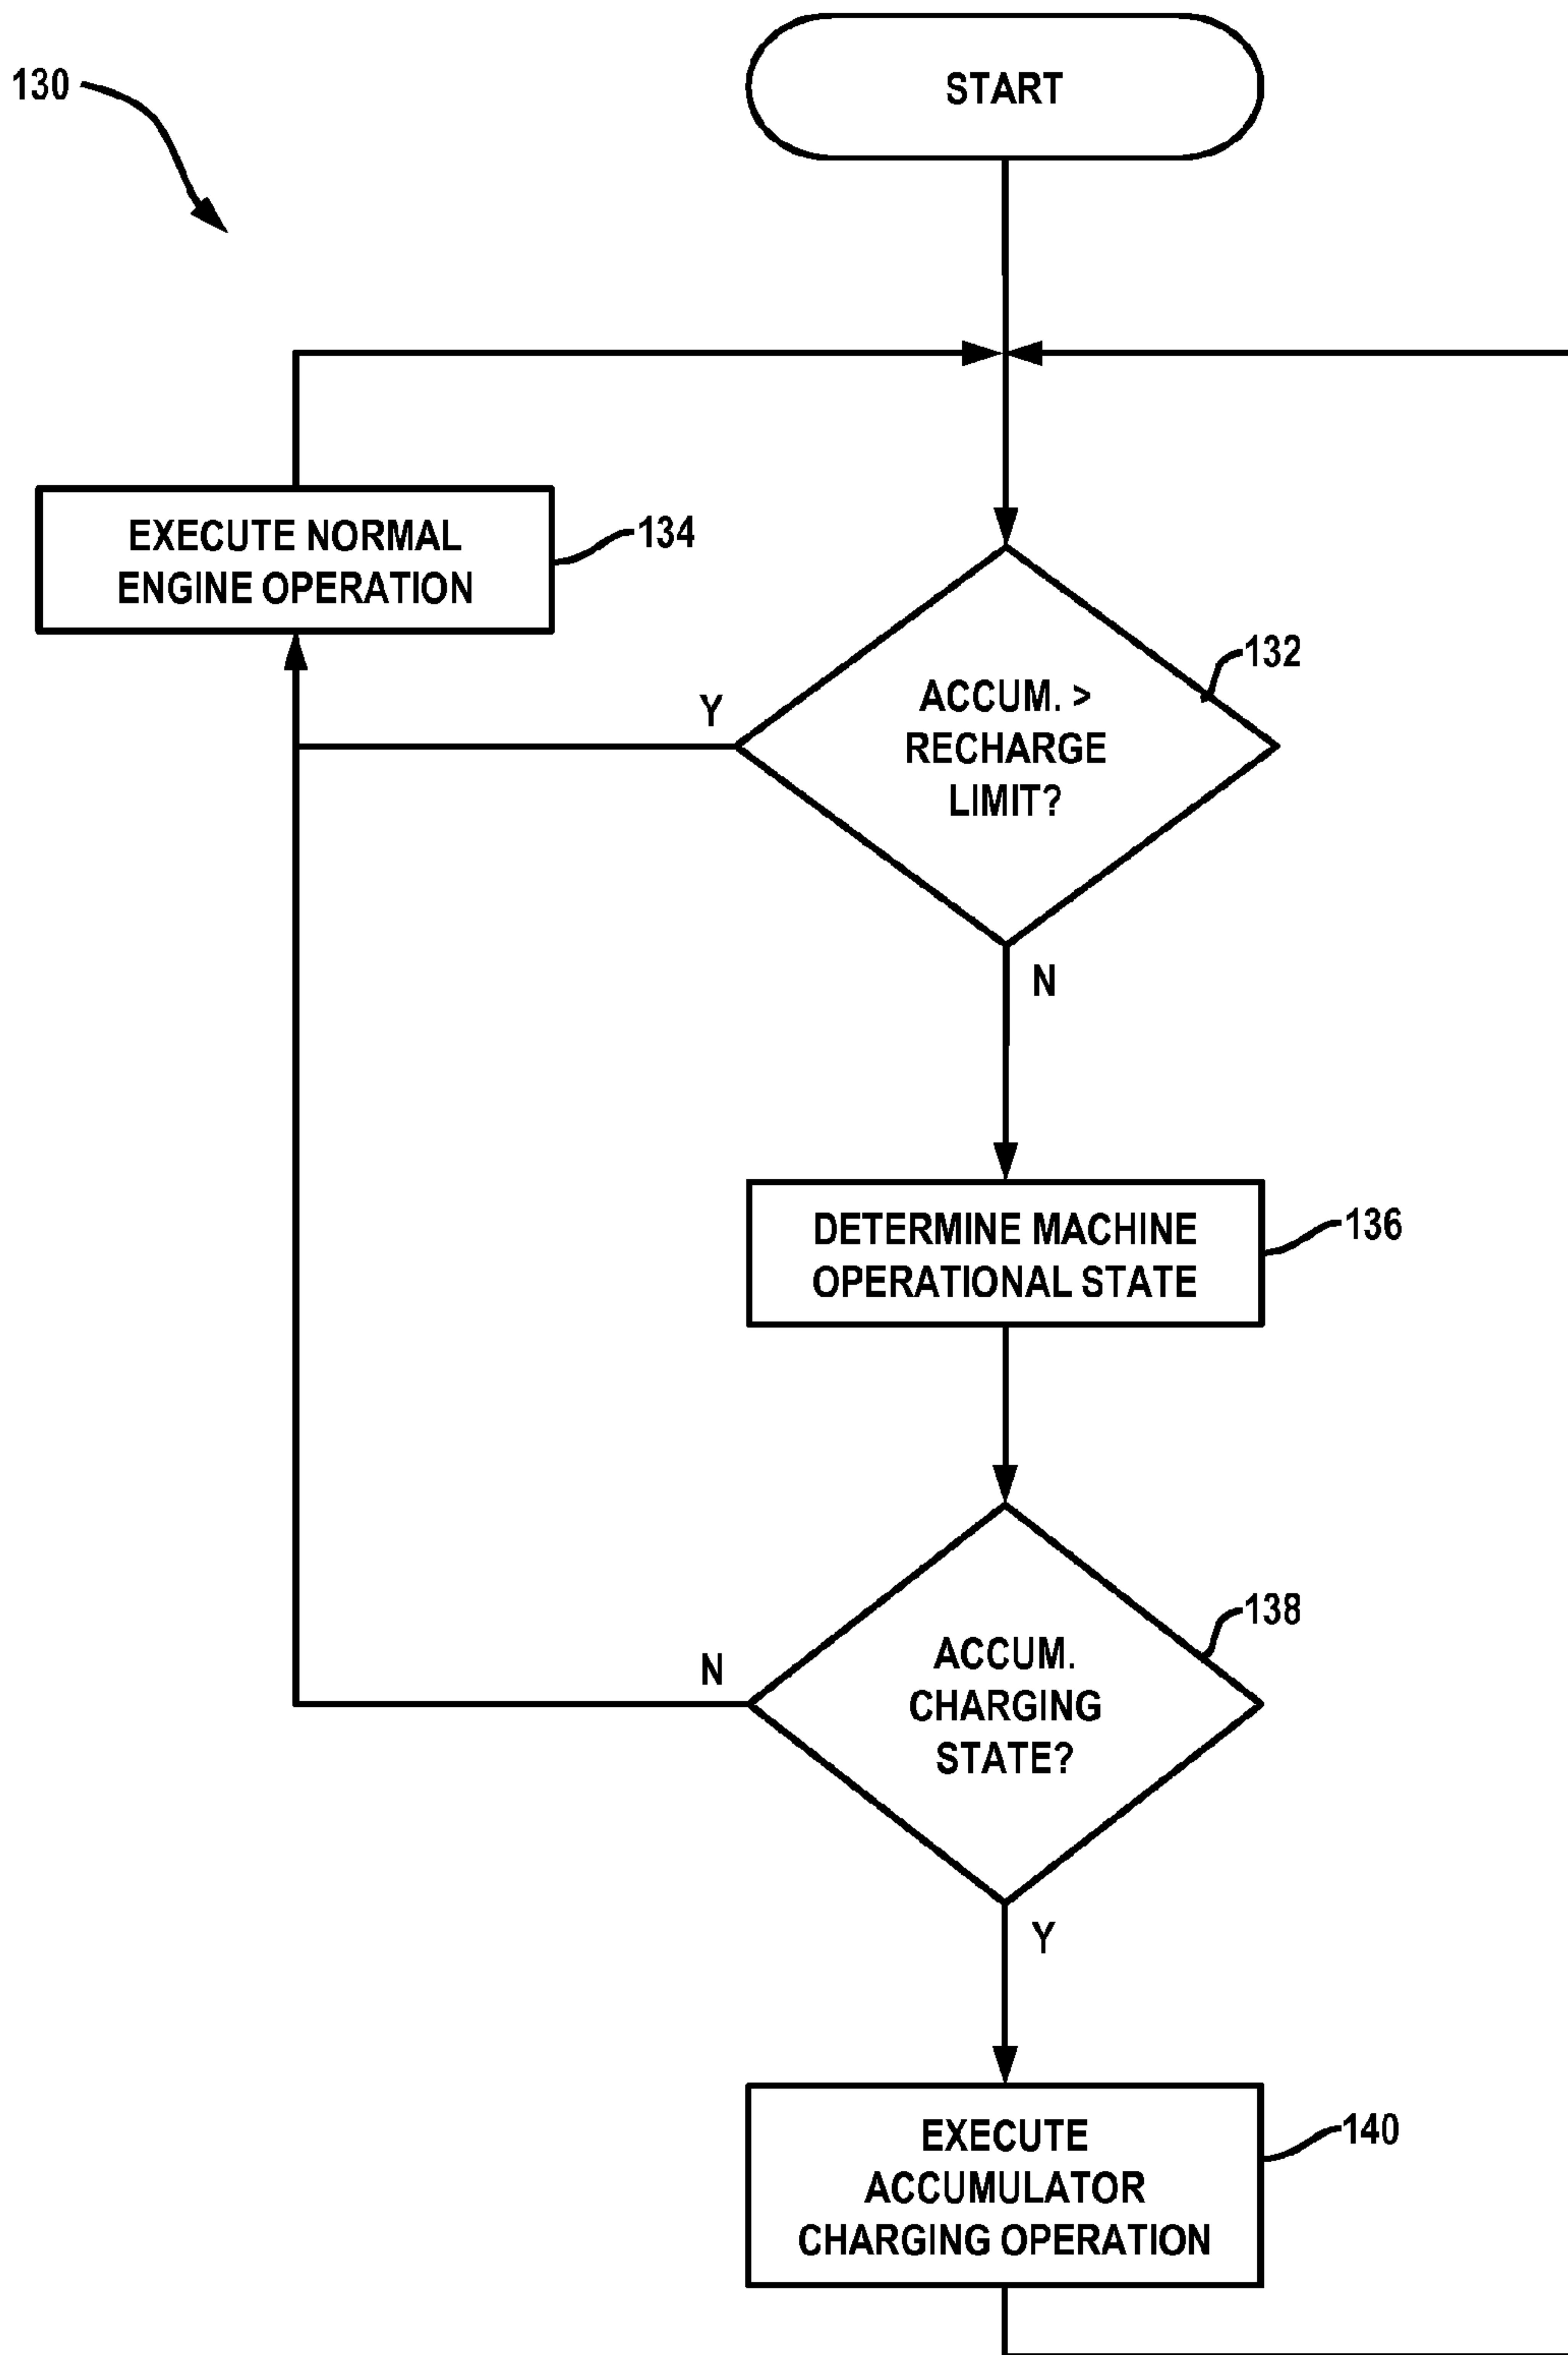 130
START
EXECUTE NORMAL
ENGINE OPERATION
134
132
ACCUM. >
RECHARGE
LIMIT?
Y
N
DETERMINE MACHINE
OPERATIONAL STATE
136
138
ACCUM.
CHARGING
STATE?
N
Y
EXECUTE
ACCUMULATOR
CHARGING OPERATION
140